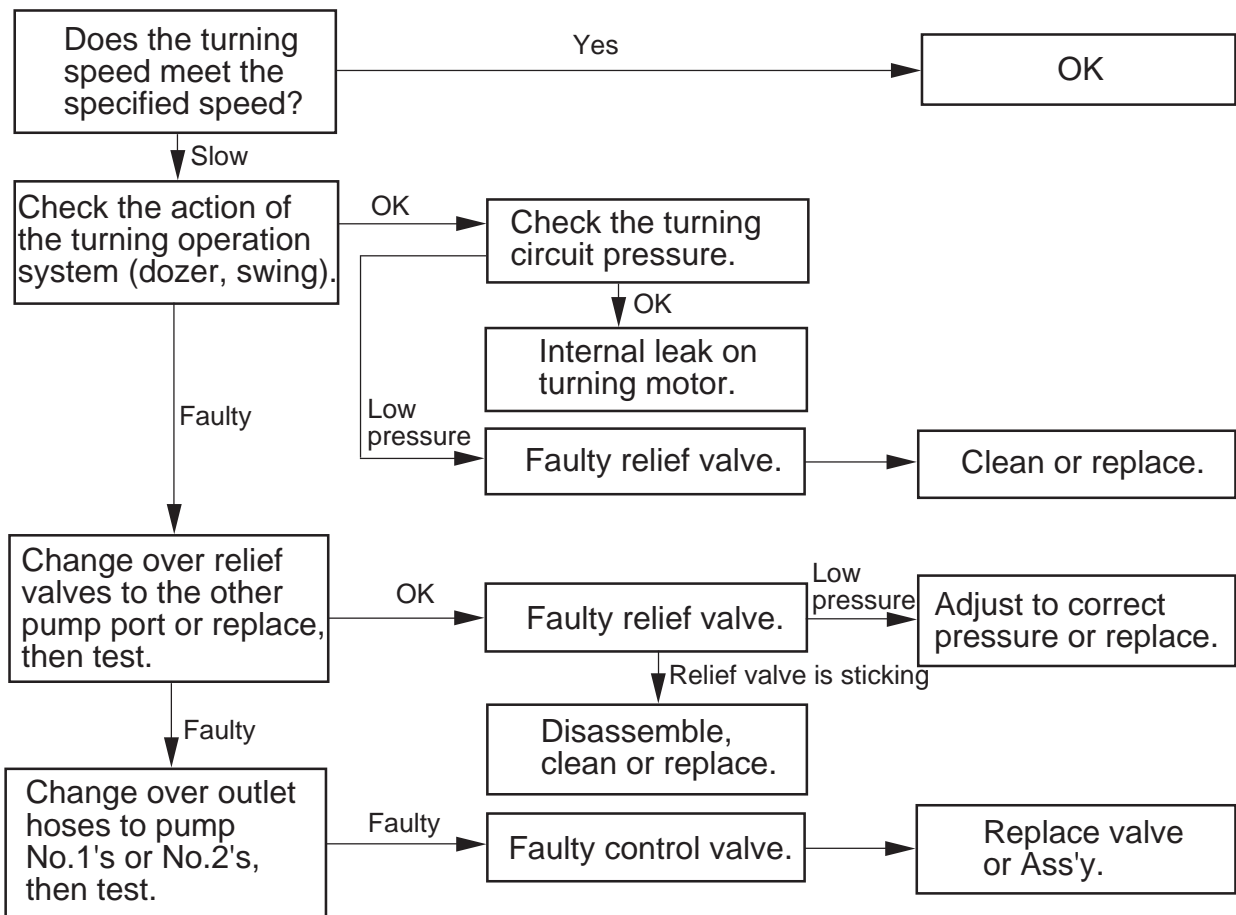 Does the turning
speed meet the
specified speed?
Yes
OK
Slow
Check the action of
the turning operation
system (dozer, swing).
OK
Check the turning
circuit pressure.
OK
Internal leak on
turning motor.
Faulty
Low
pressure
Faulty relief valve.
Clean or replace.
Change over relief
valves to the other
pump port or replace,
then test.
OK
Faulty relief valve.
Low
pressure
Adjust to correct
pressure or replace.
Relief valve is sticking
Disassemble,
clean or replace.
Faulty
Change over outlet
hoses to pump
No.1's or No.2's,
then test.
Faulty
Faulty control valve.
Replace valve
or Ass'y.